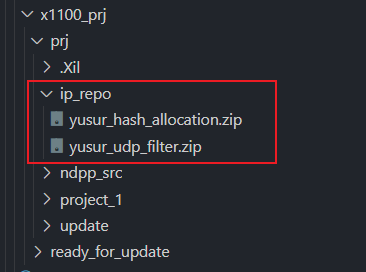 x1100_prj
prj
.Xil
ip_repo
yusur_hash_allocation.zip
yusur_udp_filter.zip
ndpp_src
project_1
update
ready_for_update